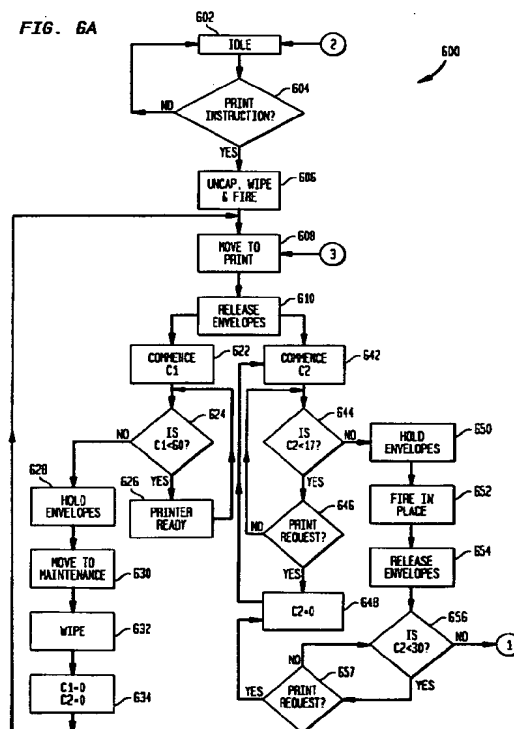 FIG. 6A
602
IDLE
2
600
604
NO
PRINT
INSTRUCTION?
YES
606
UNCAP, WIPE
& FIRE
608
MOVE TO
PRINT
3
610
RELEASE
ENVELOPES
622
COMMENCE
C1
642
COMMENCE
C2
624
IS
C1<60?
NO
YES
644
IS
C2<17?
NO
YES
650
HOLD
ENVELOPES
628
HOLD
ENVELOPES
626
PRINTER
READY
646
PRINT
REQUEST?
NO
YES
652
FIRE IN
PLACE
630
MOVE TO
MAINTENANCE
654
RELEASE
ENVELOPES
632
WIPE
648
C2=0
656
IS
C2<30?
NO
1
NO
YES
634
C1=0
C2=0
657
YES
PRINT
REQUEST?